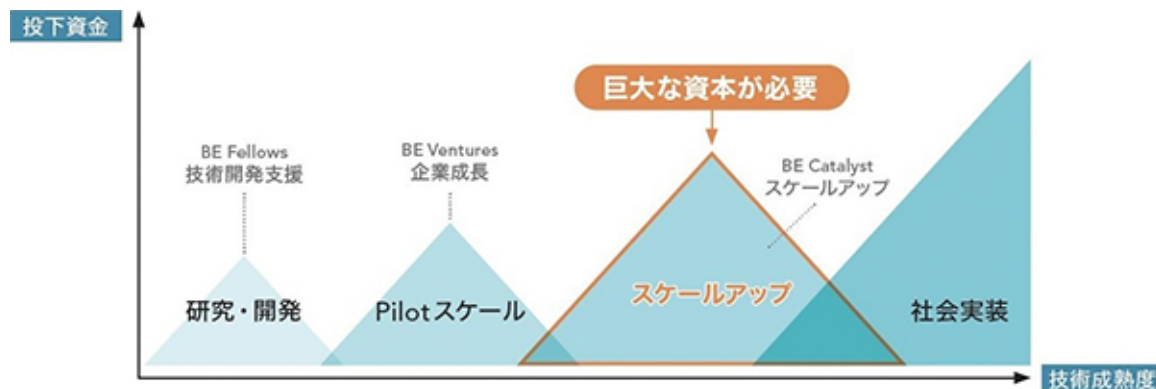 投下資金
巨大な資本が必要
BE Fellows
技術開発支援
BE Ventures
企業成長
BE Catalyst
スケールアップ
研究・開発
Pilotスケール
スケールアップ
社会実装
技術成熟度